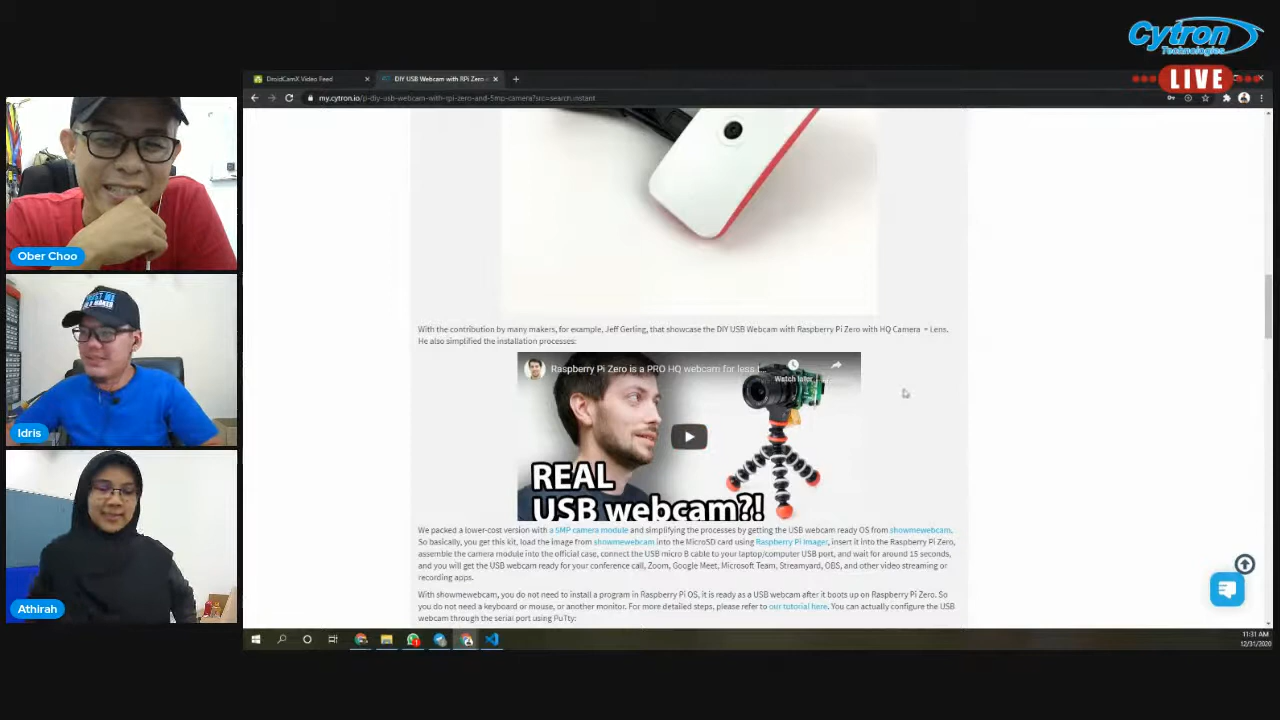 Cytron
Technologies
LIVE
DroidCamX Video Feed
DIY USB Webcam with RPi Zero
my.cytron.io/p-diy-usb-webcam-with-rpi-zero-and-5mp-camera?src=search.instant
Ober Choo
TRUST ME
Idris
Athirah
With the contribution by many makers, for example, Jeff Gerling, that showcase the DIY USB Webcam with Raspberry Pi Zero with HQ Camera + Lens.
He also simplified the installation processes:
Raspberry Pi Zero is a PRO HQ webcam for less t...
Watch later
REAL
USB webcam?!
We packed a lower-cost version with a 5MP camera module and simplifying the processes by getting the USB webcam ready OS from showmewebcam.
So basically, you get this kit, load the image from showmewebcam into the MicroSD card using Raspberry Pi Imager, insert it into the Raspberry Pi Zero,
assemble the camera module into the official case, connect the USB micro B cable to your laptop/computer USB port, and wait for around 15 seconds,
and you will get the USB webcam ready for your conference call, Zoom, Google Meet, Microsoft Team, Streamyard, OBS, and other video streaming or
recording apps.
With showmewebcam, you do not need to install a program in Raspberry Pi OS, it is ready as a USB webcam after it boots up on Raspberry Pi Zero. So
you do not need a keyboard or mouse, or another monitor. For more detailed steps, please refer to our tutorial here. You can actually configure the USB
webcam through the serial port using PuTty:
11:31 AM
12/31/2020